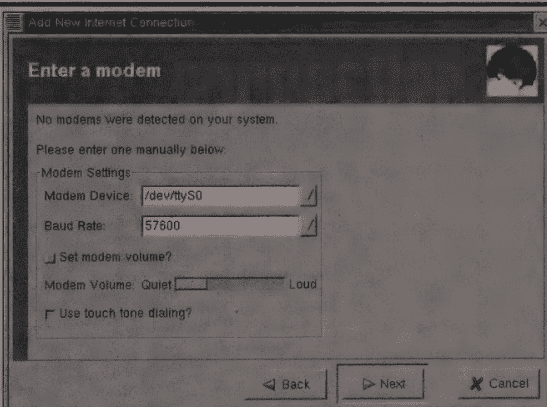 Add New Internet Connection
Enter a modem
No modems were detected on your system.
Please enter one manually below:
Modem Settings
Modem Device: /dev/ttyS0
Baud Rate: 57600
Set modem volume?
Modem Volume: Quiet Loud
Use touch tone dialing?
Back Next Cancel